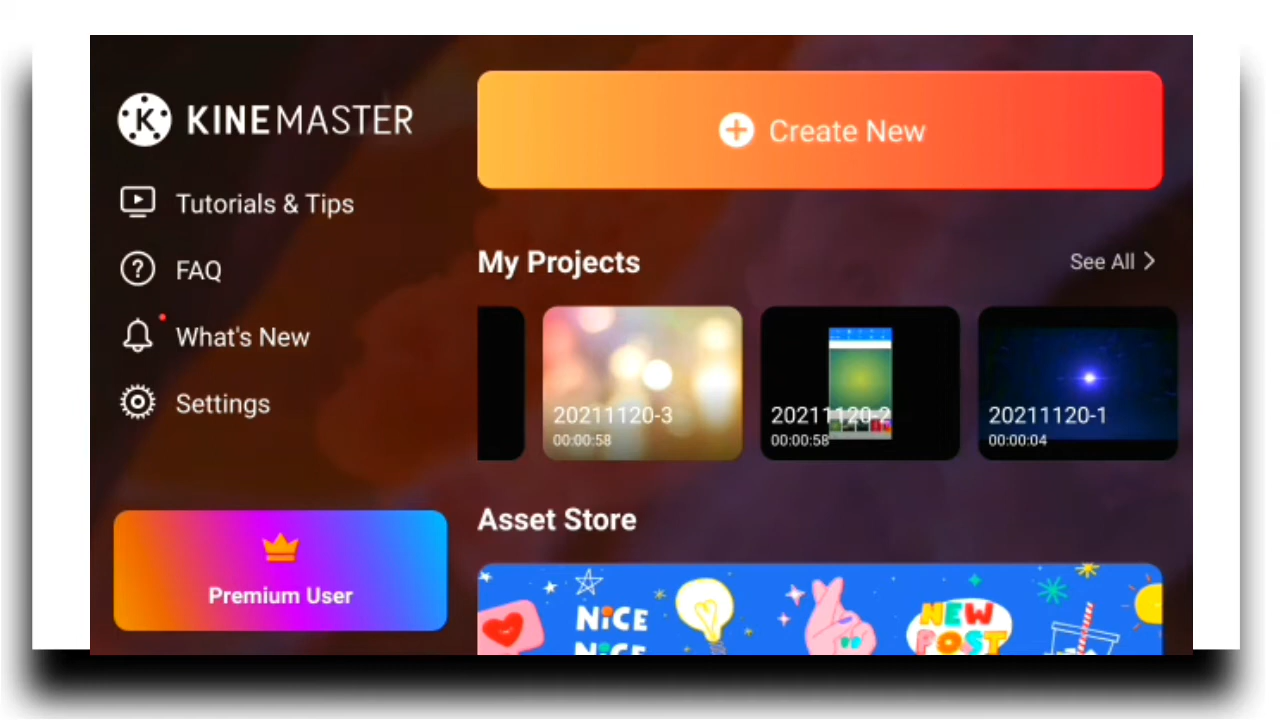 KINEMASTER
Tutorials & Tips
FAQ
What's New
Settings
Premium User
Create New
My Projects
See All
20211120-3
00:00:58
20211120-2
00:00:58
20211120-1
00:00:04
Asset Store
NiCE
NiCE
NEW
POST